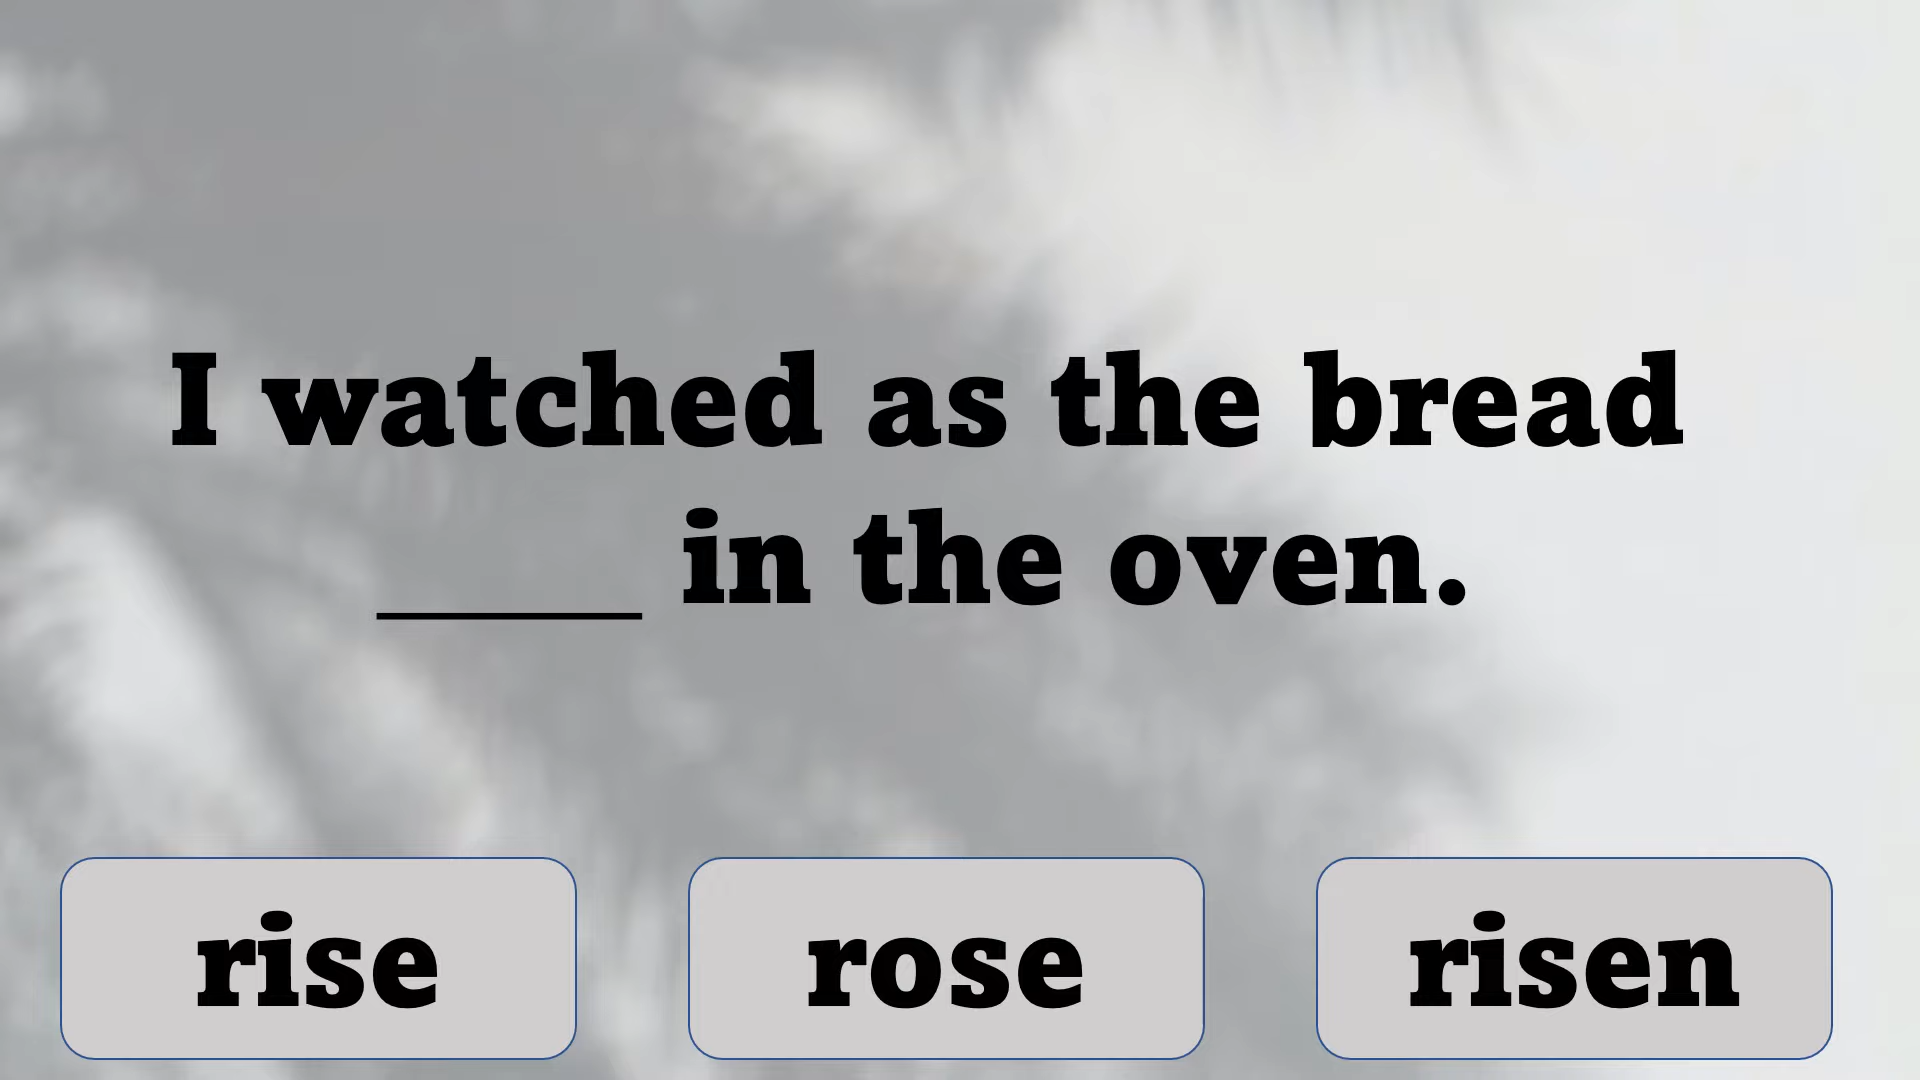 I watched as the bread
_____ in the oven.
rise
rose
risen